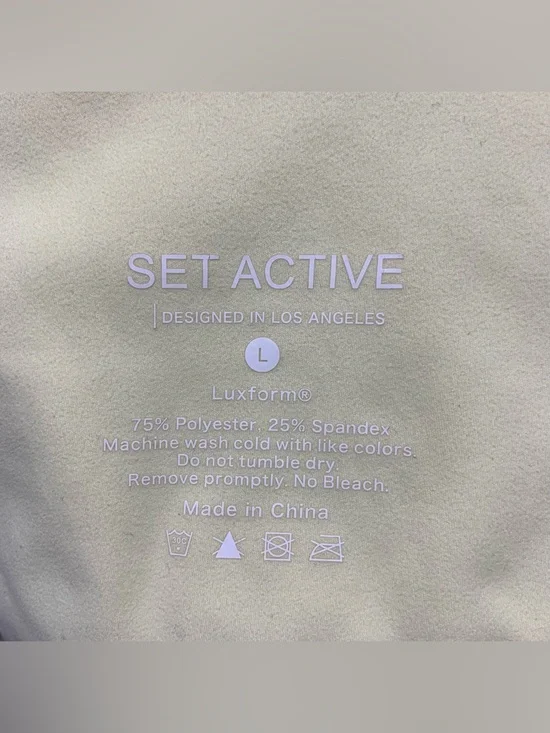 SET ACTIVE
DESIGNED IN LOS ANGELES
L
Luxform®
75% Polyester, 25% Spandex
Machine wash cold with like colors.
Do not tumble dry.
Remove promptly. No Bleach.
Made in China
30°